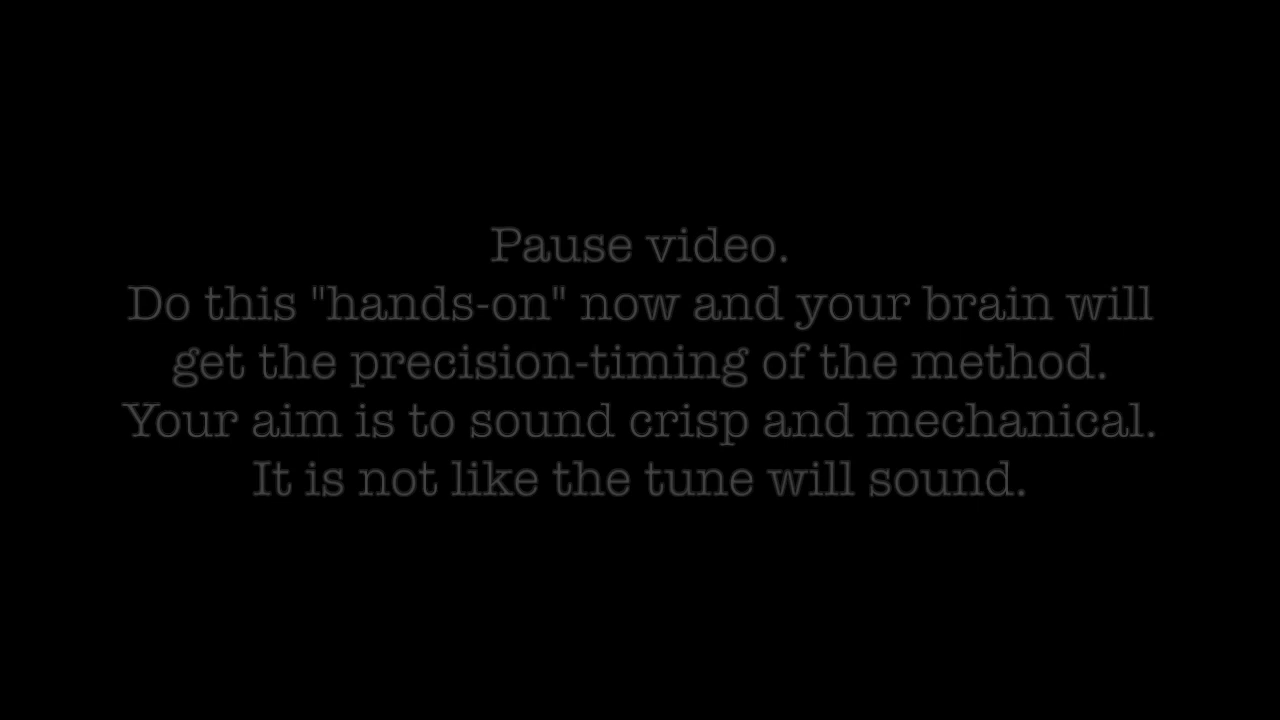 Pause video.
Do this "hands-on" now and your brain will
get the precision-timing of the method.
Your aim is to sound crisp and mechanical.
It is not like the tune will sound.